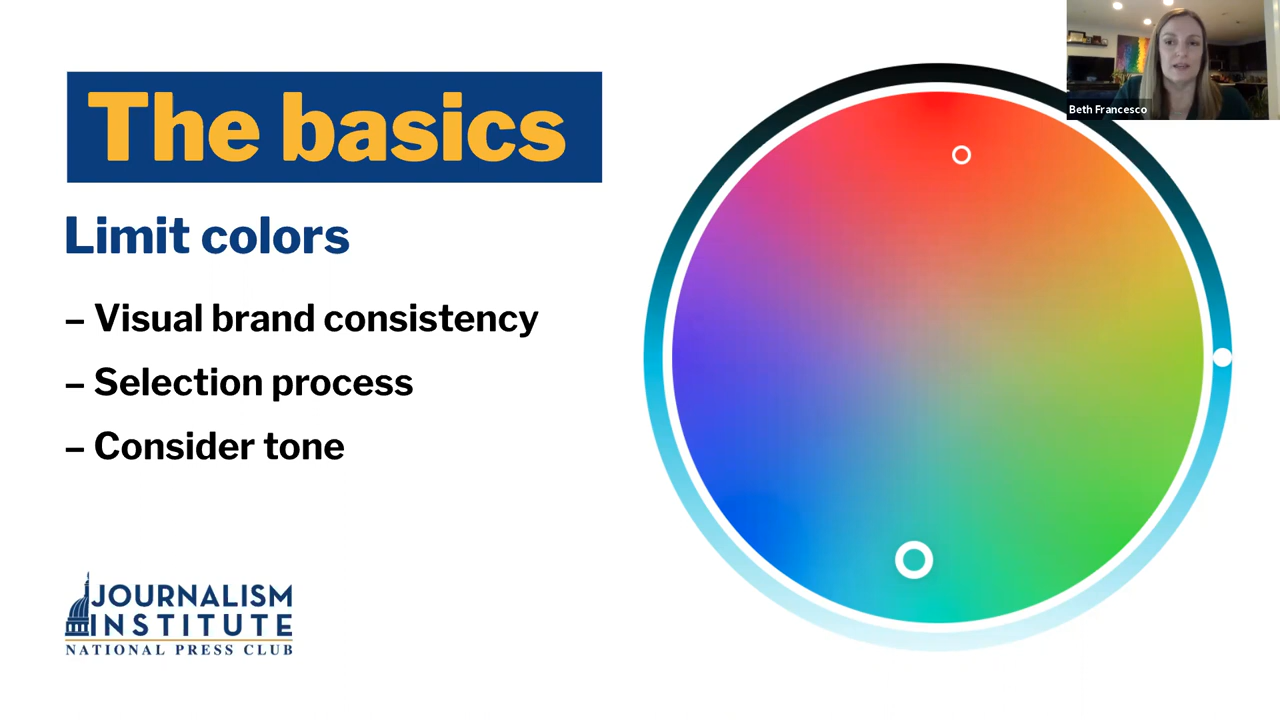 The basics
Limit colors
– Visual brand consistency
– Selection process
– Consider tone
JOURNALISM
INSTITUTE
NATIONAL PRESS CLUB
Beth Francesco